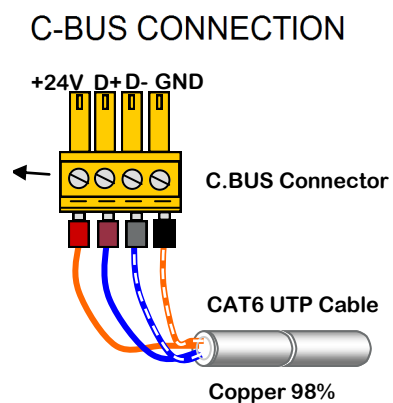 C-BUS CONNECTION
+24V D+ D- GND
C.BUS Connector
CAT6 UTP Cable
Copper 98%